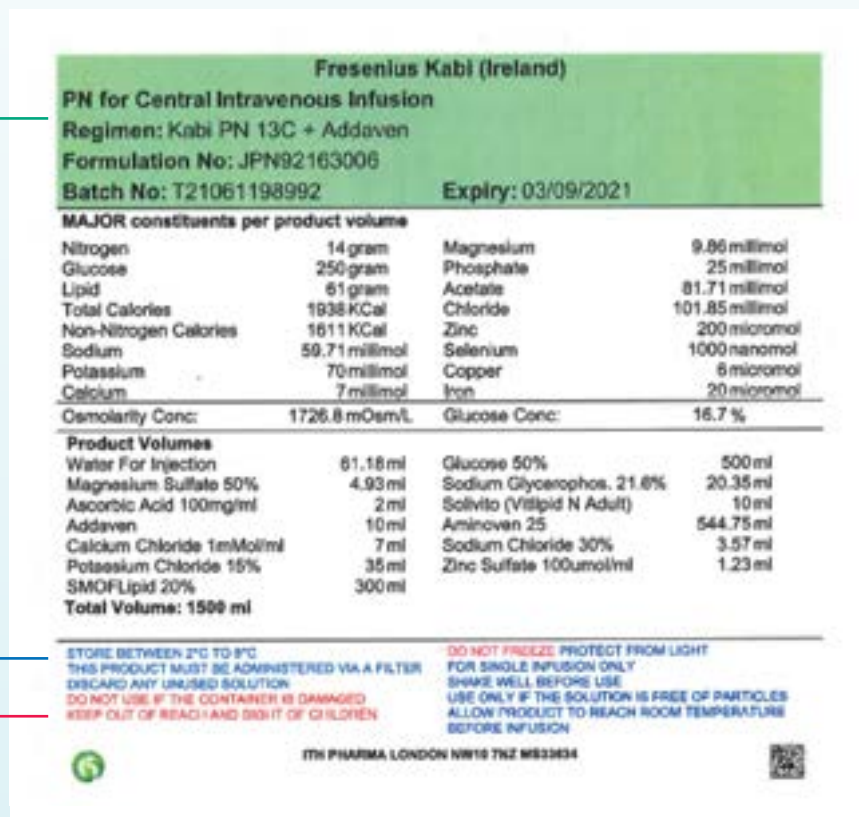 Fresenius Kabi (Ireland)
PN for Central Intravenous Infusion
Regimen: Kabi PN 13C + Addaven
Formulation No: JPN92163006
Batch No: T21061198992 Expiry: 03/09/2021
MAJOR constituents per product volume
Nitrogen 14 gram Magnesium 9.86 millimol
Glucose 250 gram Phosphate 25 millimol
Lipid 61 gram Acetate 81.71 millimol
Total Calories 1938 KCal Chloride 101.85 millimol
Non-Nitrogen Calories 1611 KCal Zinc 200 micromol
Sodium 59.71 millimol Selenium 1000 nanomol
Potassium 70 millimol Copper 6 micromol
Calcium 7 millimol Iron 20 micromol
Osmolarity Conc: 1726.8 mOsm/L Glucose Conc: 16.7 %
Product Volumes
Water For Injection 61.18 ml Glucose 50% 500 ml
Magnesium Sulfate 50% 4.93 ml Sodium Glycerophos. 21.6% 20.35 ml
Ascorbic Acid 100mg/ml 2 ml Solivito (Vitlipid N Adult) 10 ml
Addaven 10 ml Aminoven 25 544.75 ml
Calcium Chloride 1mMol/ml 7 ml Sodium Chloride 30% 3.57 ml
Potassium Chloride 15% 35 ml Zinc Sulfate 100umol/ml 1.23 ml
SMOFLipid 20% 300 ml
Total Volume: 1500 ml
STORE BETWEEN 2°C TO 8°C DO NOT FREEZE PROTECT FROM LIGHT
THIS PRODUCT MUST BE ADMINISTERED VIA A FILTER FOR SINGLE INFUSION ONLY
DISCARD ANY UNUSED SOLUTION SHAKE WELL BEFORE USE
DO NOT USE IF THE CONTAINER IS DAMAGED USE ONLY IF THE SOLUTION IS FREE OF PARTICLES
KEEP OUT OF REACH AND SIGHT OF CHILDREN ALLOW PRODUCT TO REACH ROOM TEMPERATURE
BEFORE INFUSION
ITH PHARMA LONDON NW10 7NZ